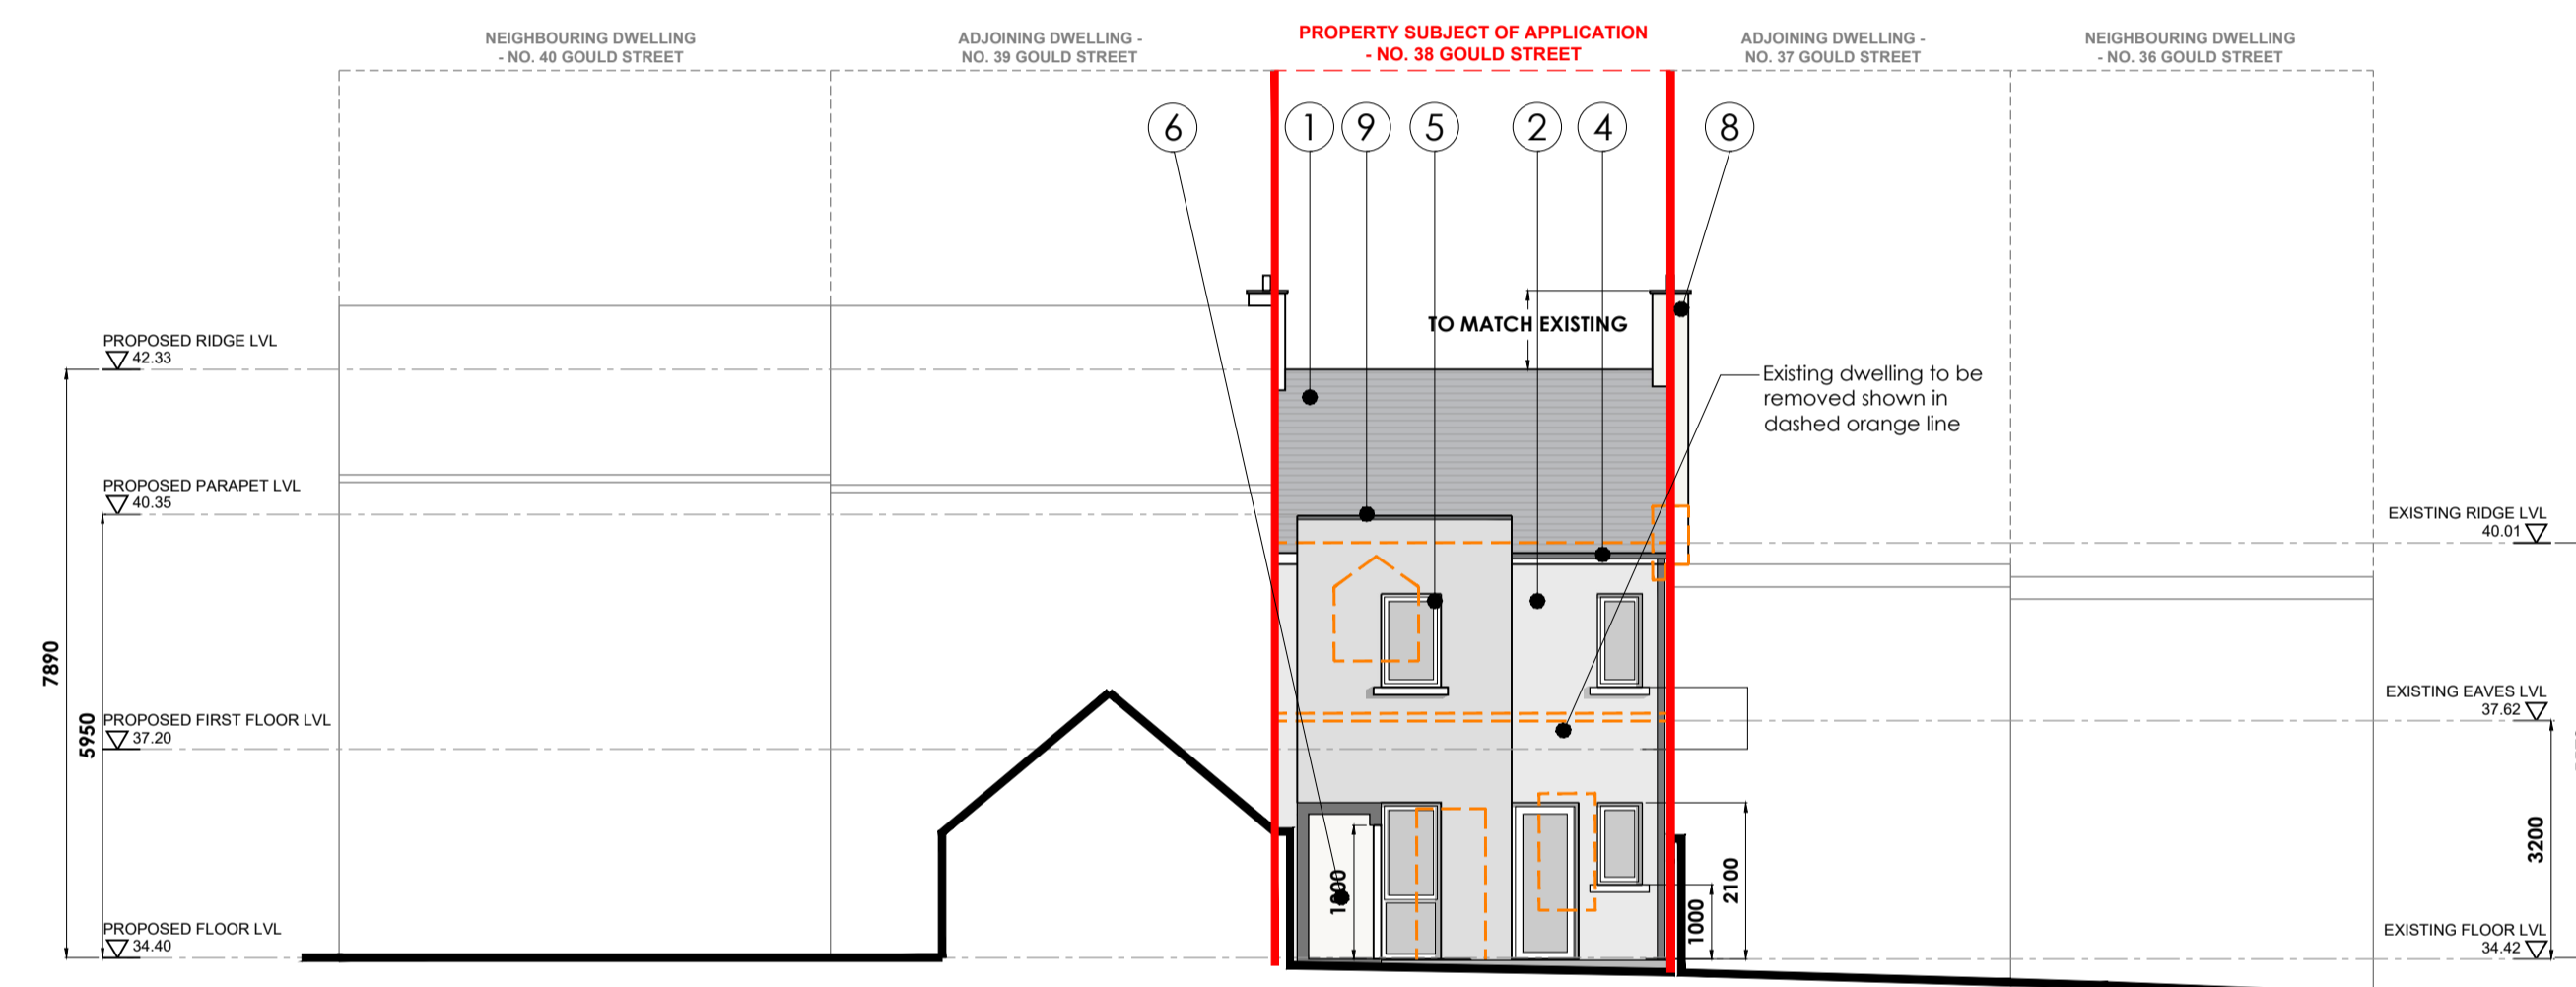 NEIGHBOURING DWELLING
- NO. 40 GOULD STREET
ADJOINING DWELLING -
NO. 39 GOULD STREET
PROPERTY SUBJECT OF APPLICATION
- NO. 38 GOULD STREET
ADJOINING DWELLING -
NO. 37 GOULD STREET
NEIGHBOURING DWELLING
- NO. 36 GOULD STREET
6
1
9
5
2
4
8
TO MATCH EXISTING
PROPOSED RIDGE LVL
42.33
Existing dwelling to be
removed shown in
dashed orange line
PROPOSED PARAPET LVL
40.35
EXISTING RIDGE LVL
40.01
7890
5950
PROPOSED FIRST FLOOR LVL
37.20
EXISTING EAVES LVL
37.62
2100
1000
3200
PROPOSED FLOOR LVL
34.40
EXISTING FLOOR LVL
34.42